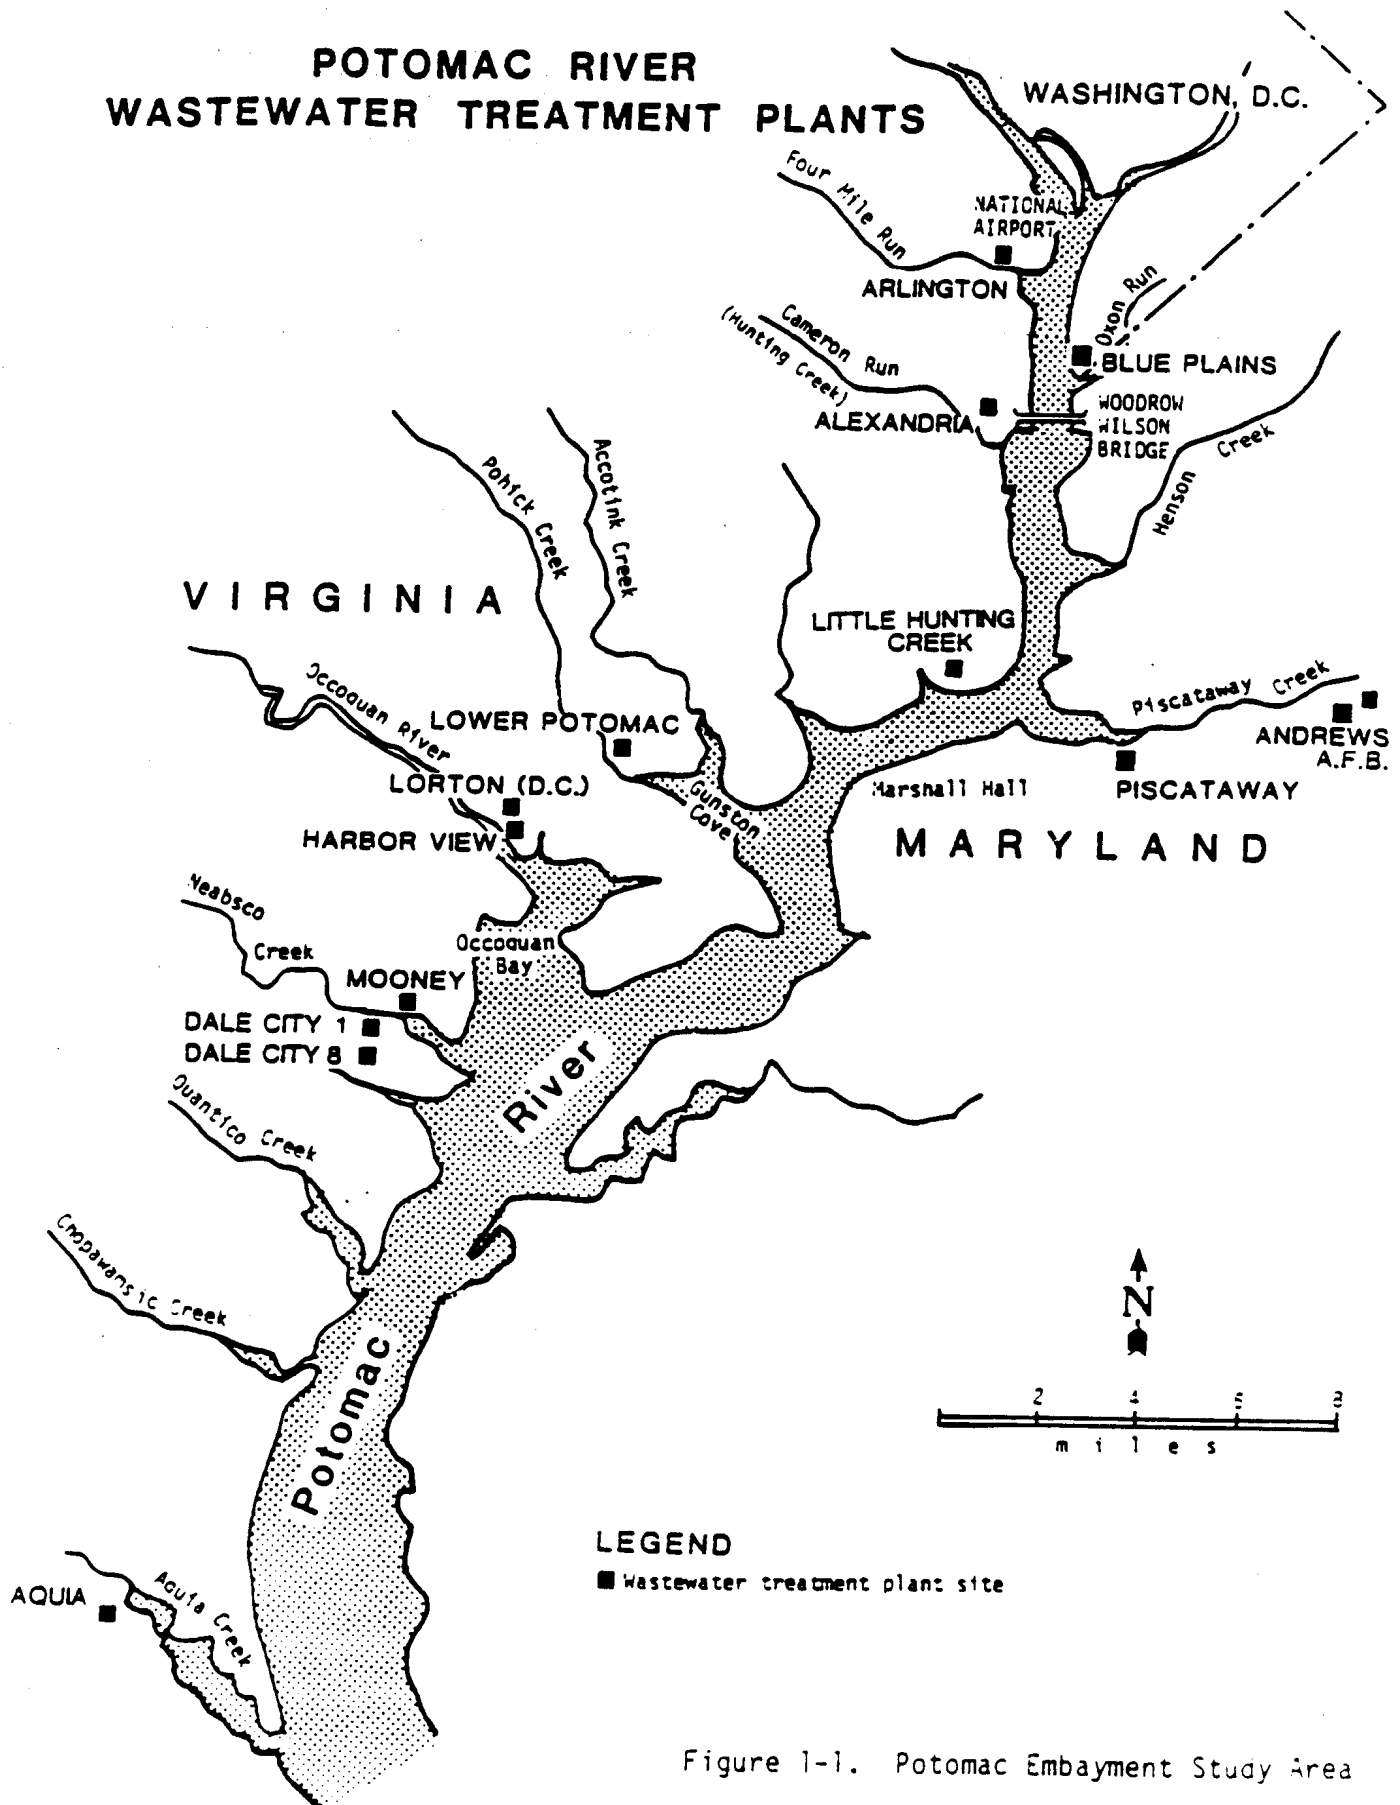 POTOMAC RIVER
WASTEWATER TREATMENT PLANTS
WASHINGTON, D.C.
Four Mile Run
NATIONAL
AIRPORT
ARLINGTON
Oxon Run
Cameron Run
(Hunting Creek)
BLUE PLAINS
ALEXANDRIA
WOODROW
WILSON
BRIDGE
Henson Creek
Pohick Creek
Accotink Creek
VIRGINIA
LITTLE HUNTING
CREEK
Occoquan River
Piscataway Creek
LOWER POTOMAC
ANDREWS
A.F.B.
LORTON (D.C.)
Gunston
Cove
Marshall Hall
PISCATAWAY
HARBOR VIEW
MARYLAND
Neabsco
Creek
Occoquan
Bay
MOONEY
DALE CITY 1
DALE CITY 8
Quantico Creek
Chopawamsic Creek
Potomac River
N
2 4 6 8
miles
LEGEND
Wastewater treatment plant site
AQUIA
Aquia Creek
Figure 1-1. Potomac Embayment Study Area